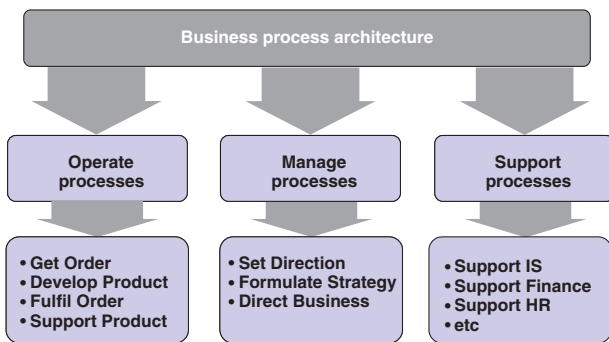 Business process architecture
Operate
processes
Manage
processes
Support
processes
• Get Order
• Develop Product
• Fulfil Order
• Support Product
• Set Direction
• Formulate Strategy
• Direct Business
• Support IS
• Support Finance
• Support HR
• etc